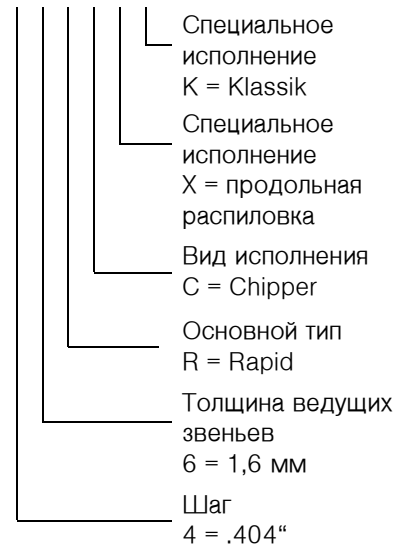 Специальное
исполнение
K = Klassik
Специальное
исполнение
X = продольная
распиловка
Вид исполнения
C = Chipper
Основной тип
R = Rapid
Толщина ведущих
звеньев
6 = 1,6 мм
Шаг
4 = .404“